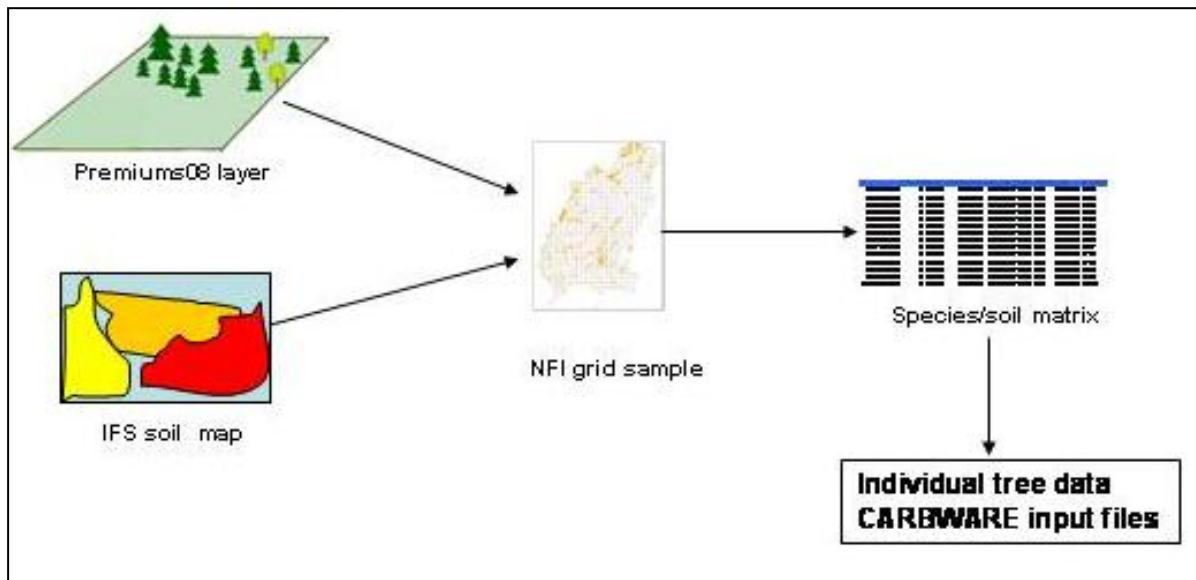 Premiums08 layer
IFS soil map
NFI grid sample
Species/soil matrix
Individual tree data
CARBWARE input files